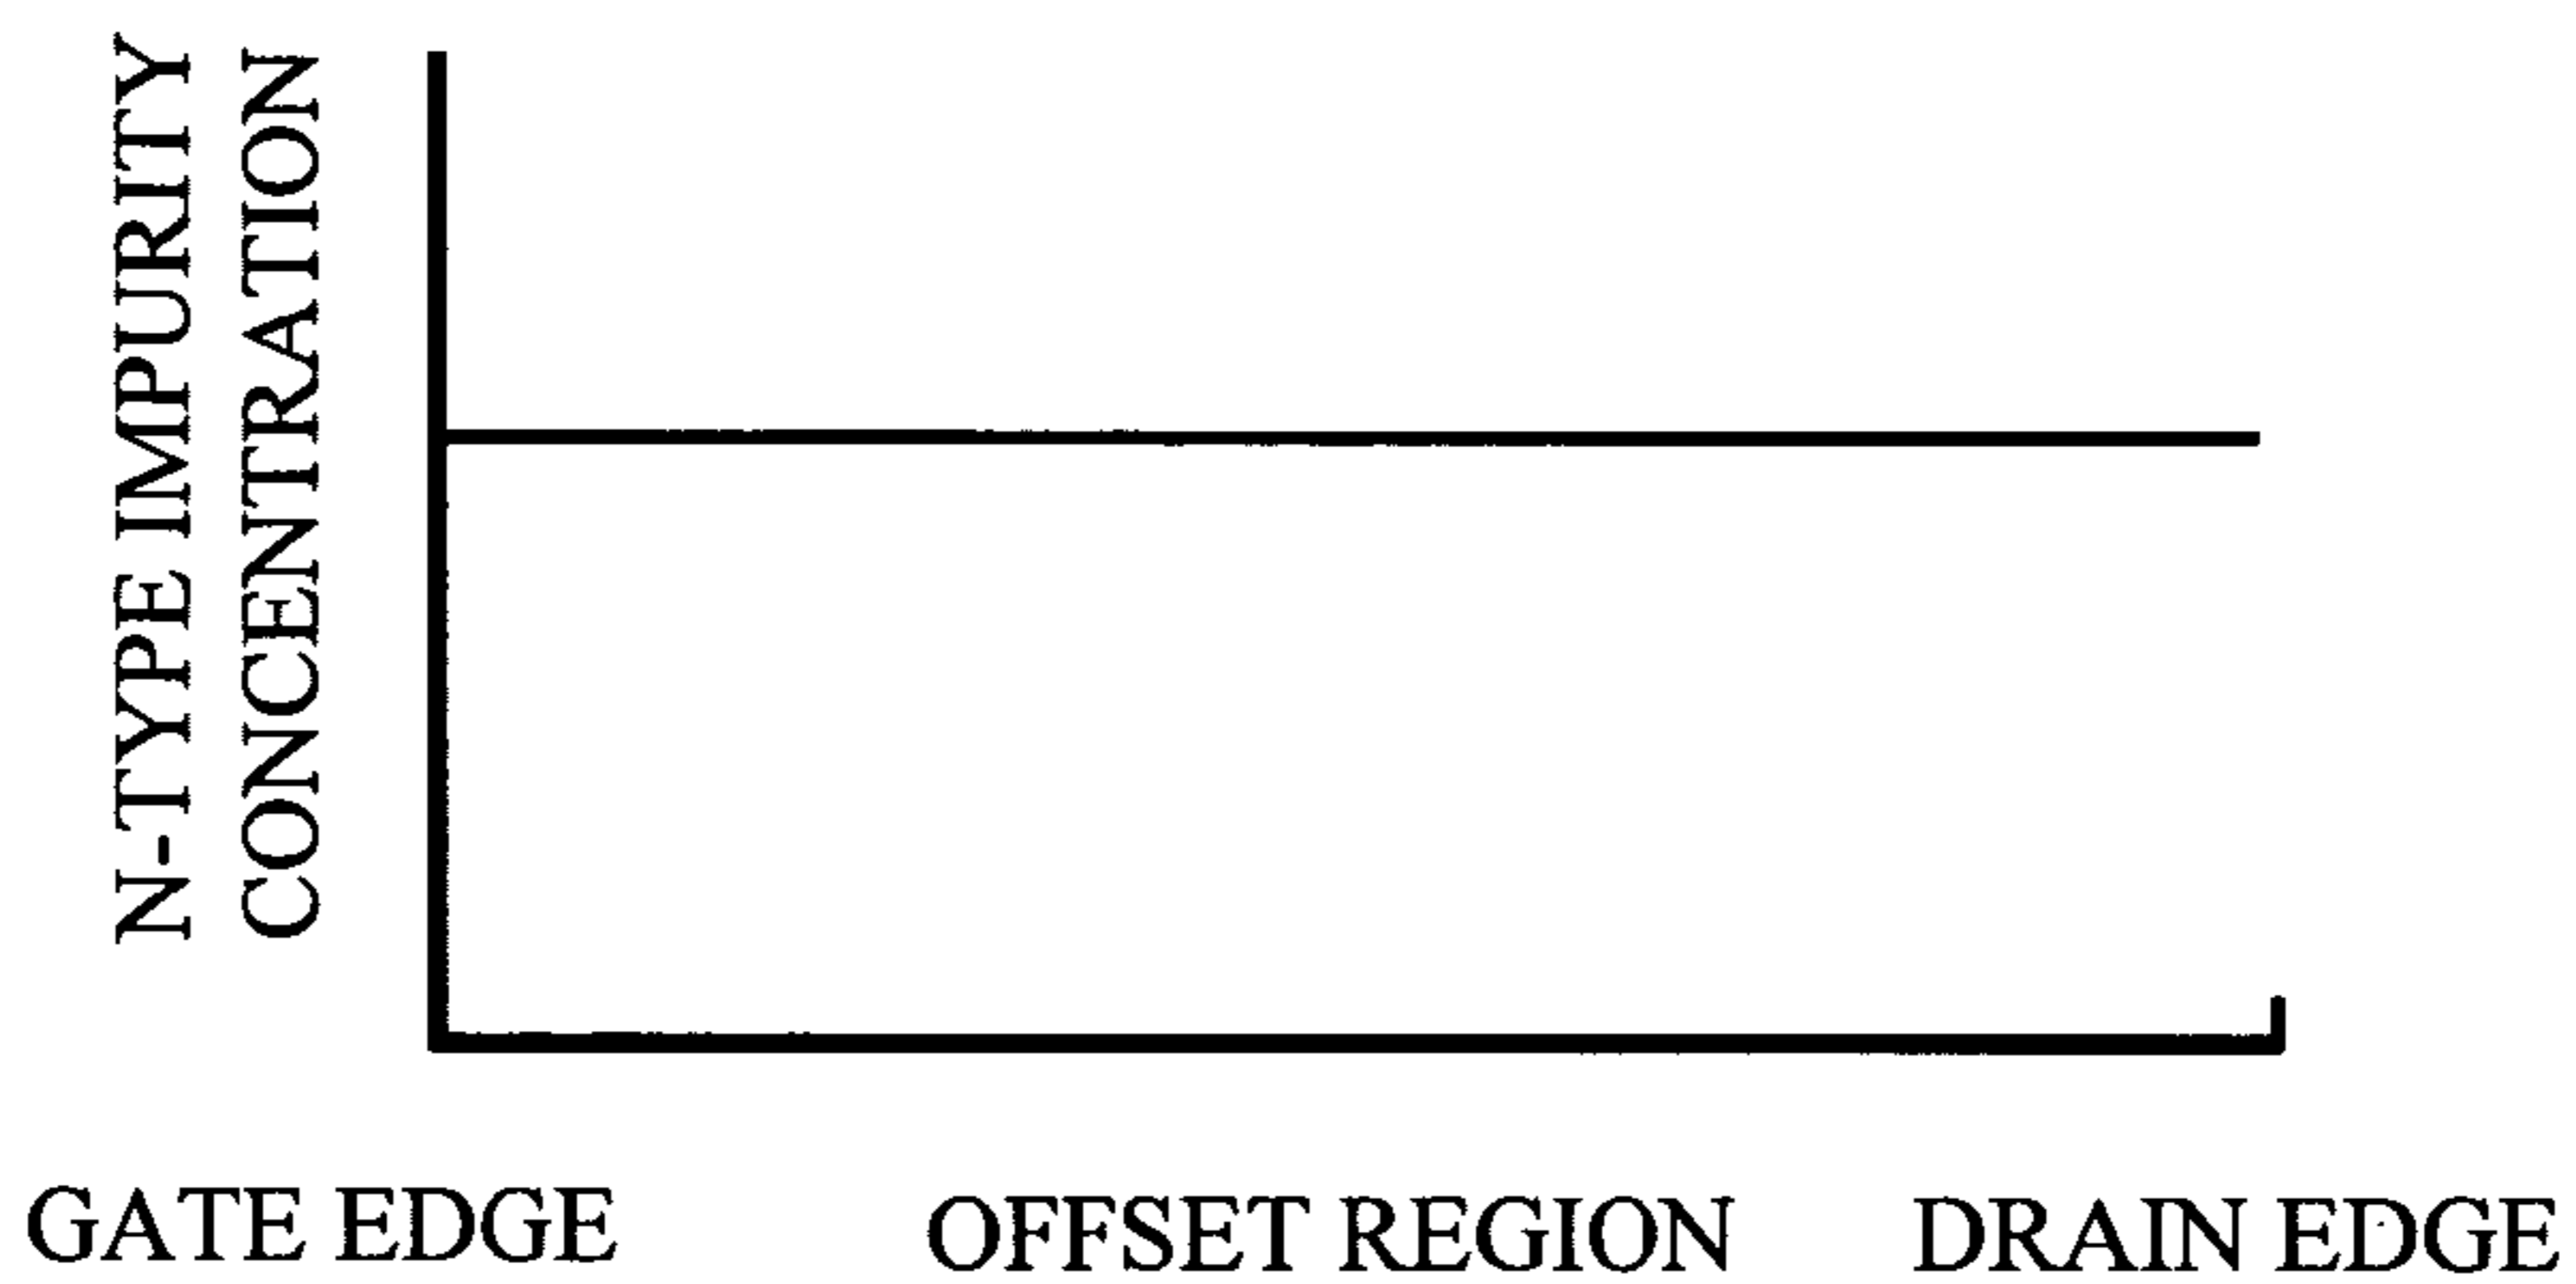 N-TYPE IMPURITY
CONCENTRATION
GATE EDGE
OFFSET REGION
DRAIN EDGE